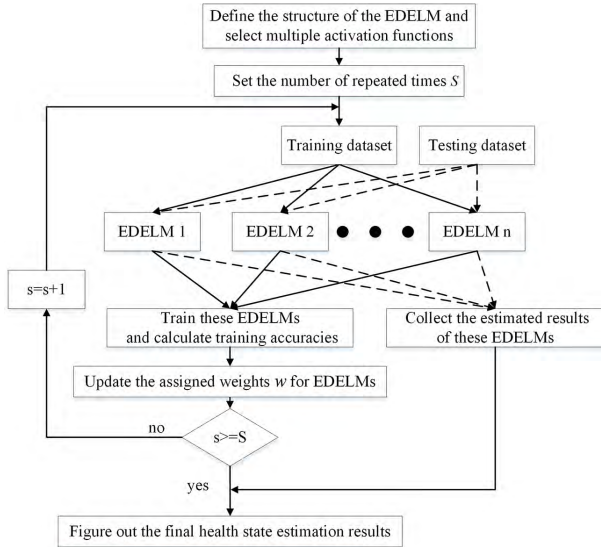 Define the structure of the EDELM and
select multiple activation functions
Set the number of repeated times S
Training dataset
Testing dataset
EDELM 1
EDELM 2
EDELM n
s=s+1
Train these EDELMs
and calculate training accuracies
Collect the estimated results
of these EDELMs
Update the assigned weights w for EDELMs
no
s>=S
yes
Figure out the final health state estimation results